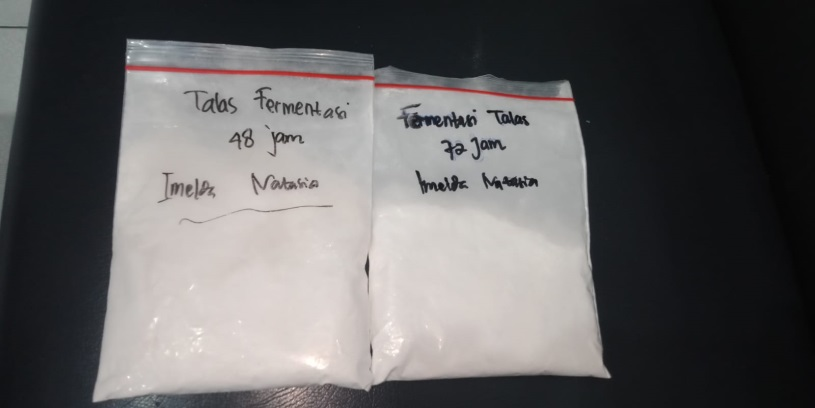 Talas Fermentasi
48 jam
Imelda Natasia
Fermentasi Talas
72 Jam
Imelda Natasia